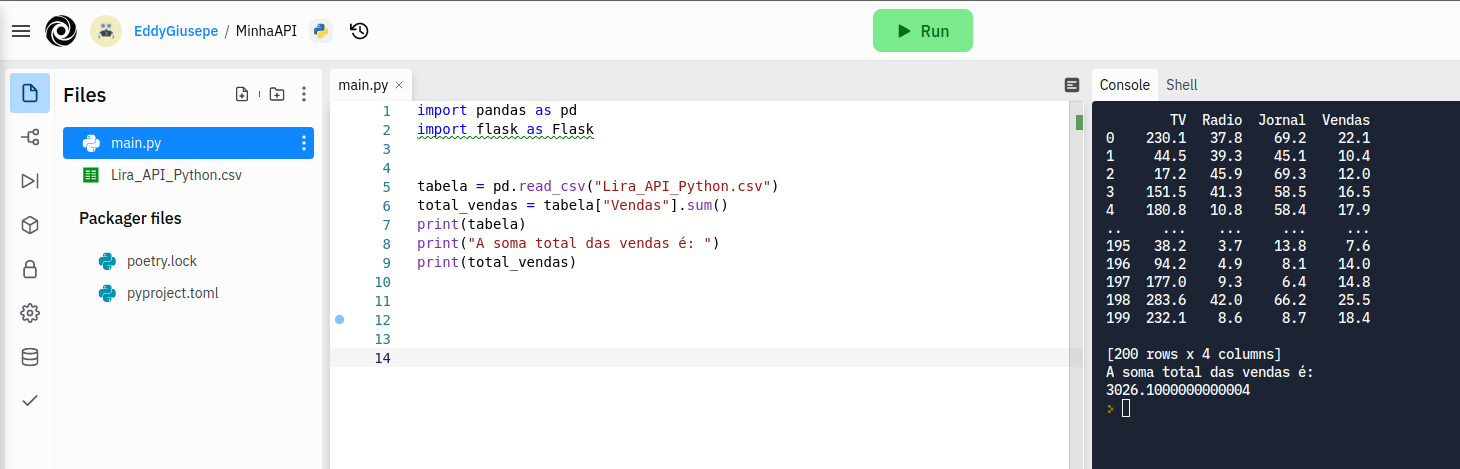 EddyGiusepe / MinhaAPI
Run
Files
main.py
Lira_API_Python.csv
Packager files
poetry.lock
pyproject.toml
main.py ×
1 import pandas as pd
2 import flask as Flask
3
4
5 tabela = pd.read_csv("Lira_API_Python.csv")
6 total_vendas = tabela["Vendas"].sum()
7 print(tabela)
8 print("A soma total das vendas é: ")
9 print(total_vendas)
10
11
12
13
14
Console Shell
TV Radio Jornal Vendas
0 230.1 37.8 69.2 22.1
1 44.5 39.3 45.1 10.4
2 17.2 45.9 69.3 12.0
3 151.5 41.3 58.5 16.5
4 180.8 10.8 58.4 17.9
.. ... ... ... ...
195 38.2 3.7 13.8 7.6
196 94.2 4.9 8.1 14.0
197 177.0 9.3 6.4 14.8
198 283.6 42.0 66.2 25.5
199 232.1 8.6 8.7 18.4
[200 rows x 4 columns]
A soma total das vendas é:
3026.1000000000004